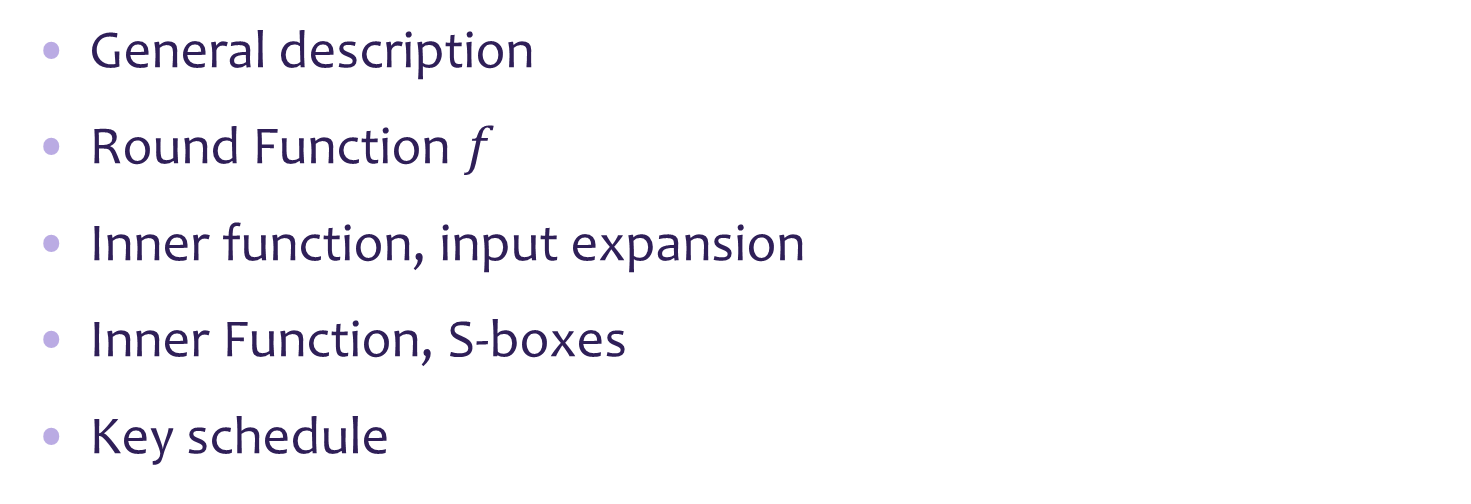 • General description
• Round Function f
• Inner function, input expansion
• Inner Function, S-boxes
• Key schedule